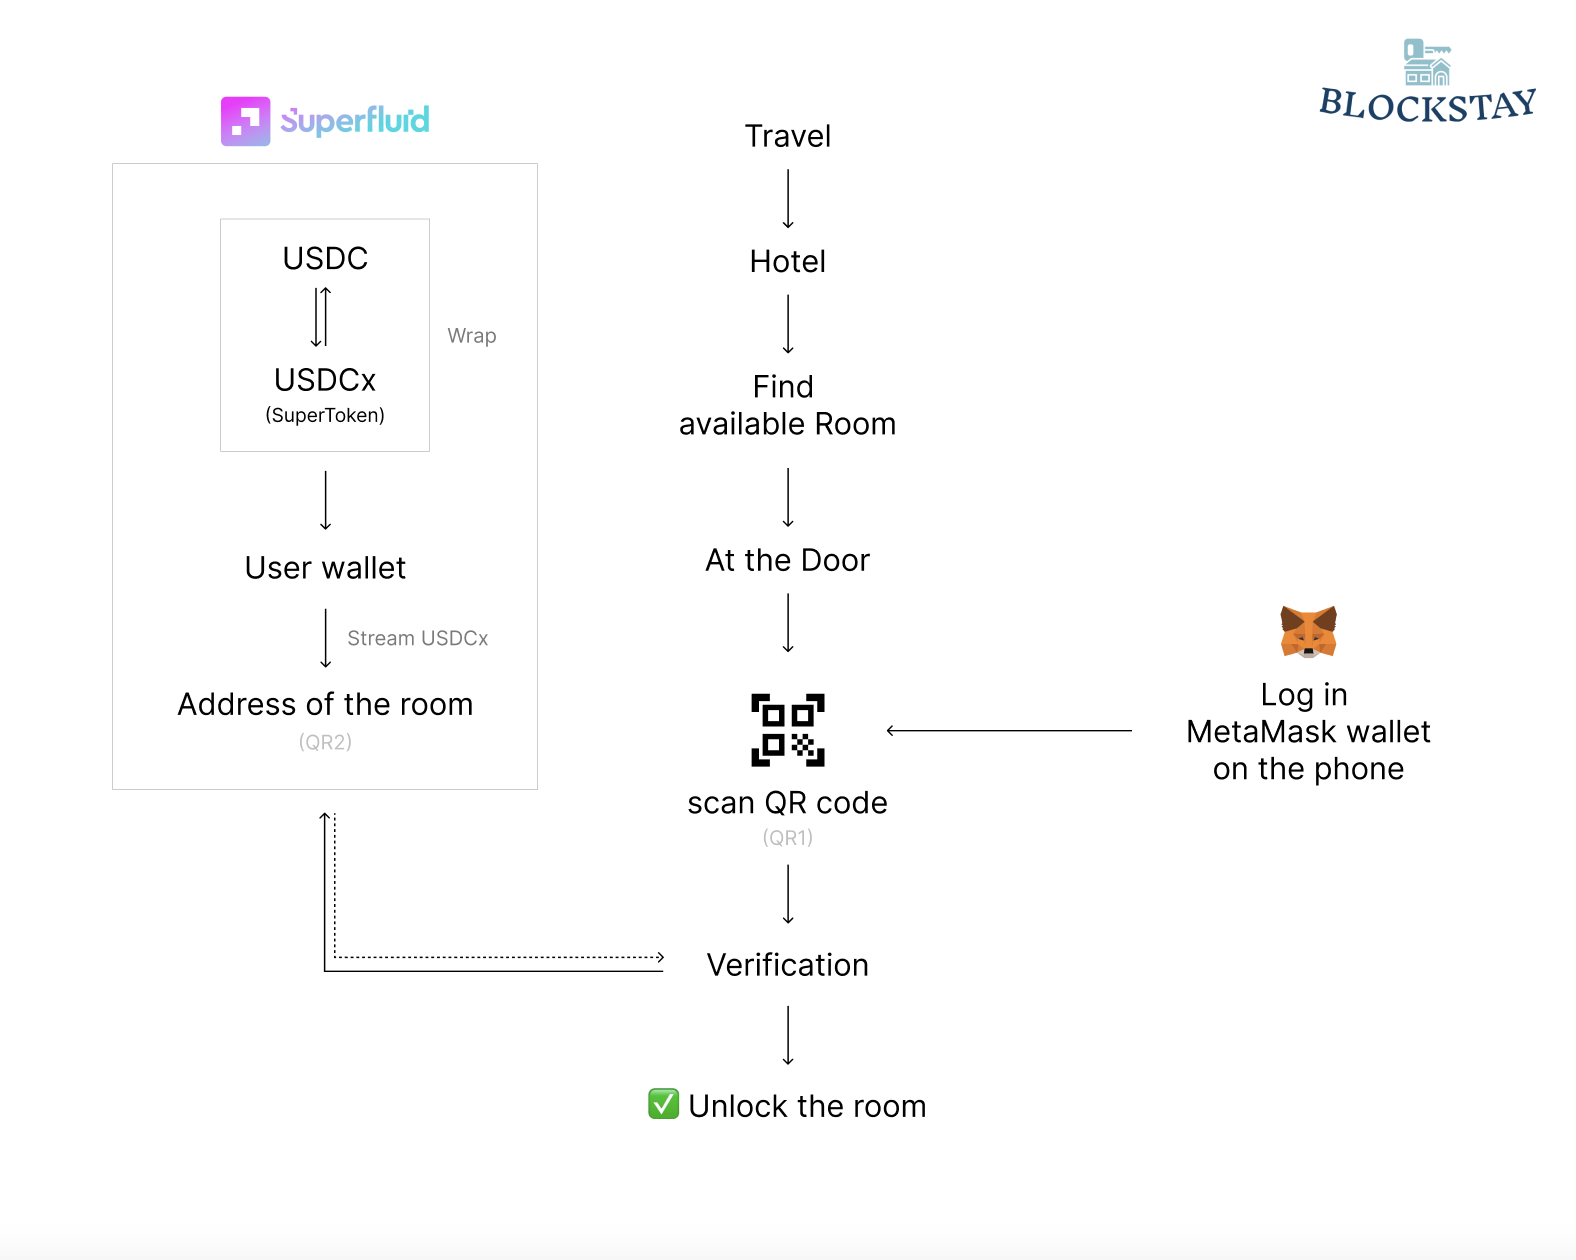 Superfluid
USDC
USDCx
(SuperToken)
Wrap
User wallet
Stream USDCx
Address of the room
(QR2)
Travel
Hotel
Find
available Room
At the Door
scan QR code
(QR1)
Verification
✅ Unlock the room
BLOCKSTAY
Log in
MetaMask wallet
on the phone